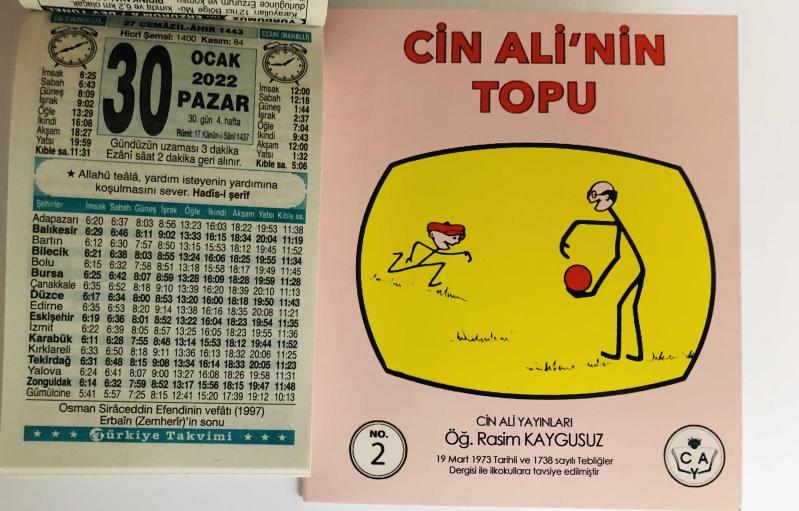 İSTANBUL
27 CEMÂZİL-ÂHIR 1443
Hicrî Şemsî: 1400 Kasım: 84
EZÂNÎ (MAHALLÎ)
30
OCAK
2022
PAZAR
30. gün 4. hafta
Rûmî: 17 Kânûn-i Sânî 1437
İmsak 6:25
Sabah 6:43
Güneş 8:09
İşrak 9:02
Öğle 13:29
İkindi 16:08
Akşam 18:27
Yatsı 19:59
Kıble sa. 11:31
İmsak 12:00
Sabah 12:18
Güneş 1:44
İşrak 2:37
Öğle 7:04
İkindi 9:43
Akşam 12:00
Yatsı 1:32
Kıble sa. 5:06
Gündüzün uzaması 3 dakika
Ezânî sâat 2 dakika geri alınır.
★ Allahü teâlâ, yardım isteyenin yardımına
koşulmasını sever. Hadîs-i şerîf
Şehirler İmsak Sabah Güneş İşrak Öğle İkindi Akşam Yatsı Kıble sa.
Adapazarı 6:20 6:37 8:03 8:56 13:23 16:03 18:22 19:53 11:38
Balıkesir 6:29 6:46 8:11 9:02 13:33 16:15 18:34 20:04 11:19
Bartın 6:12 6:30 7:57 8:50 13:15 15:53 18:12 19:45 11:52
Bilecik 6:21 6:38 8:03 8:55 13:24 16:06 18:25 19:55 11:34
Bolu 6:15 6:32 7:58 8:51 13:18 15:58 18:17 19:49 11:45
Bursa 6:25 6:42 8:07 8:59 13:28 16:09 18:28 19:59 11:28
Çanakkale 6:35 6:52 8:18 9:10 13:39 16:20 18:39 20:10 11:13
Düzce 6:17 6:34 8:00 8:53 13:20 16:00 18:18 19:50 11:43
Edirne 6:35 6:53 8:20 9:14 13:38 16:16 18:35 20:08 11:21
Eskişehir 6:19 6:36 8:01 8:52 13:22 16:04 18:23 19:54 11:35
İzmit 6:22 6:39 8:05 8:57 13:25 16:05 18:23 19:55 11:36
Karabük 6:11 6:28 7:55 8:48 13:14 15:53 18:12 19:44 11:52
Kırklareli 6:33 6:50 8:18 9:11 13:36 16:13 18:32 20:06 11:25
Tekirdağ 6:31 6:48 8:15 9:08 13:34 16:14 18:33 20:05 11:23
Yalova 6:24 6:41 8:07 9:00 13:27 16:08 18:26 19:58 11:31
Zonguldak 6:14 6:32 7:59 8:52 13:17 15:56 18:15 19:47 11:48
Gümülcine 5:41 5:57 7:25 8:15 12:41 15:20 17:39 19:12 10:13
Osman Sirâceddîn Efendinin vefâtı (1997)
Erbaîn (Zemherîr)'in sonu
Türkiye Takvimi
CİN ALİ'NİN
TOPU
CİN ALİ YAYINLARI
Öğ. Rasim KAYGUSUZ
19 Mart 1973 Tarihli ve 1738 sayılı Tebliğler
Dergisi ile ilkokullara tavsiye edilmiştir
NO.
2
C A
Y